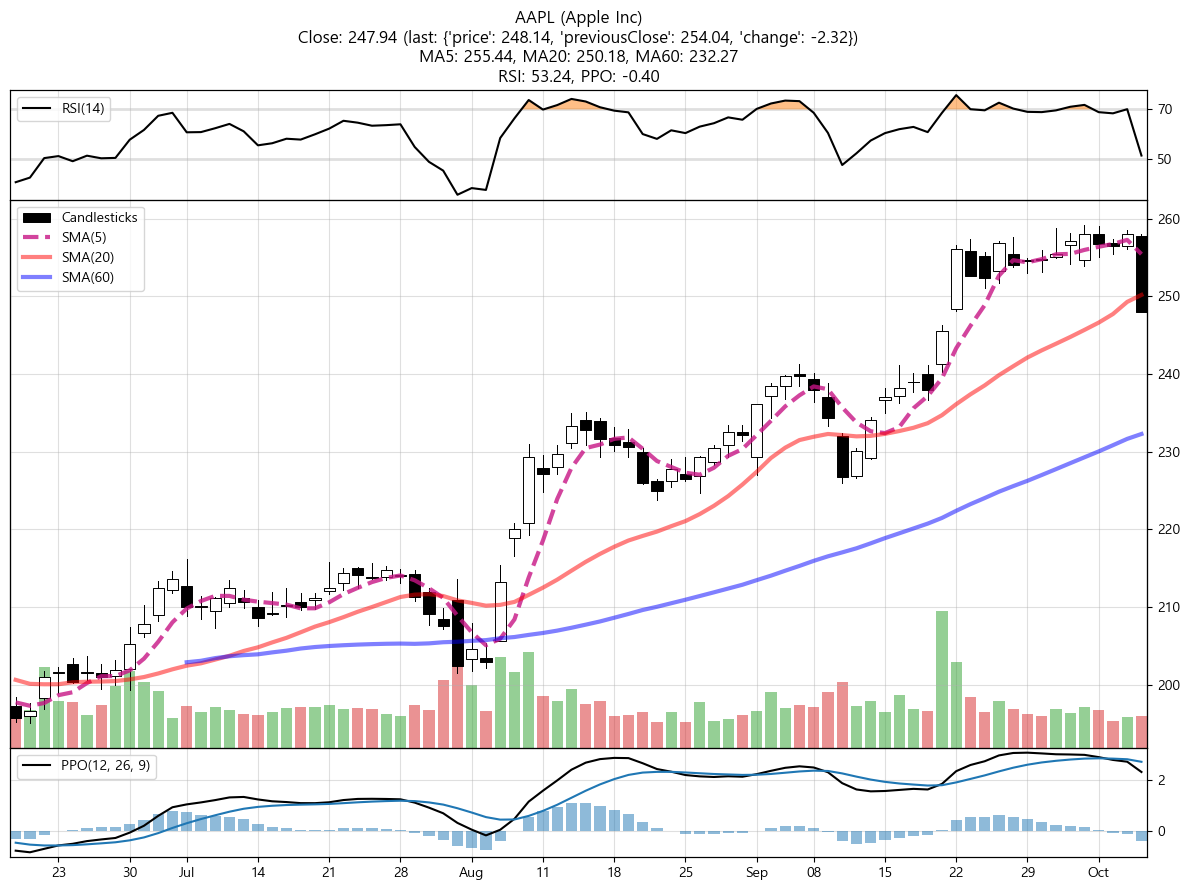 AAPL (Apple Inc)
Close: 247.94 (last: {'price': 248.14, 'previousClose': 254.04, 'change': -2.32})
MA5: 255.44, MA20: 250.18, MA60: 232.27
RSI: 53.24, PPO: -0.40
RSI(14)
70
50
Candlesticks
SMA(5)
SMA(20)
SMA(60)
260
250
240
230
220
210
200
PPO(12, 26, 9)
2
0
23 30 Jul 14 21 28 Aug 11 18 25 Sep 08 15 22 29 Oct